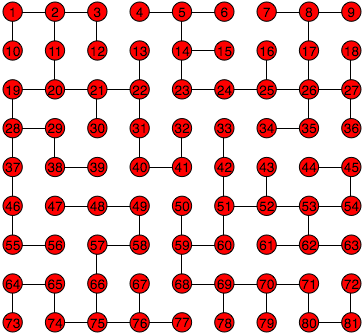 1 2 3 4 5 6 7 8 9
10 11 12 13 14 15 16 17 18
19 20 21 22 23 24 25 26 27
28 29 30 31 32 33 34 35 36
37 38 39 40 41 42 43 44 45
46 47 48 49 50 51 52 53 54
55 56 57 58 59 60 61 62 63
64 65 66 67 68 69 70 71 72
73 74 75 76 77 78 79 80 81